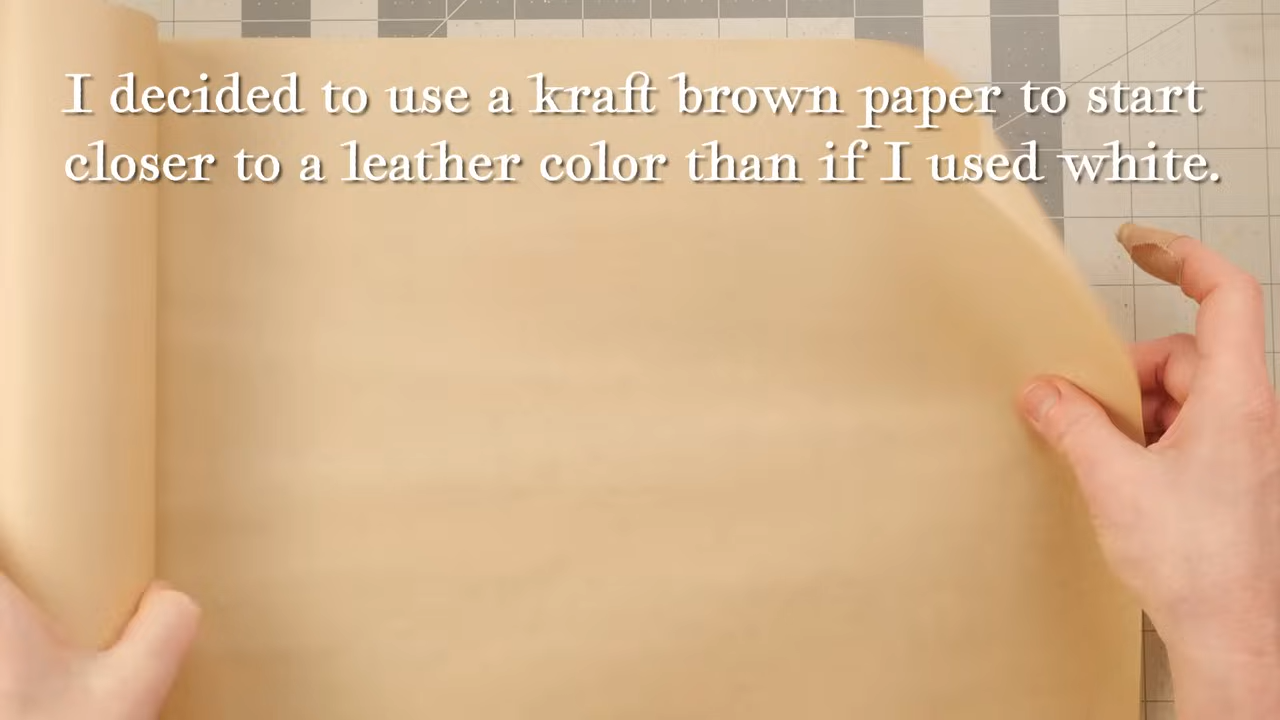 I decided to use a kraft brown paper to start
closer to a leather color than if I used white.